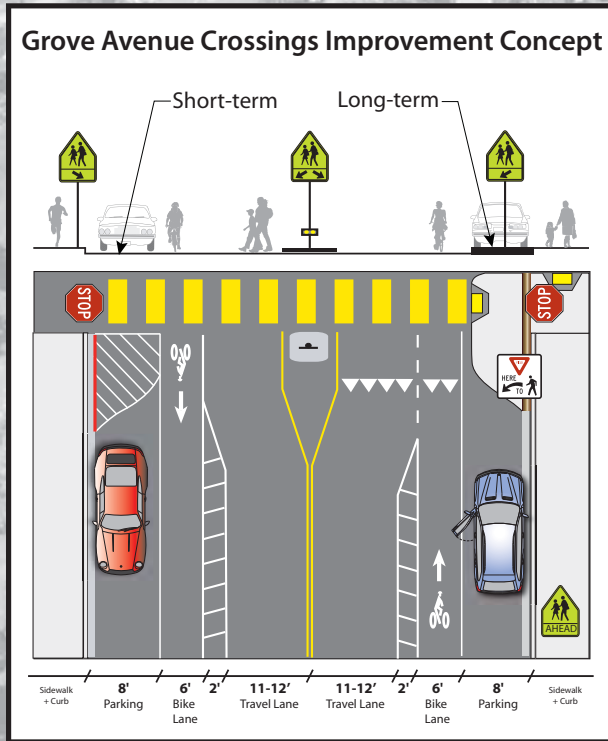 Grove Avenue Crossings Improvement Concept
Short-term
Long-term
STOP
STOP
HERE
TO
AHEAD
Sidewalk
+ Curb
8'
Parking
6'
Bike
Lane
2'
11-12’
Travel Lane
11-12’
Travel Lane
2'
6'
Bike
Lane
8'
Parking
Sidewalk
+ Curb